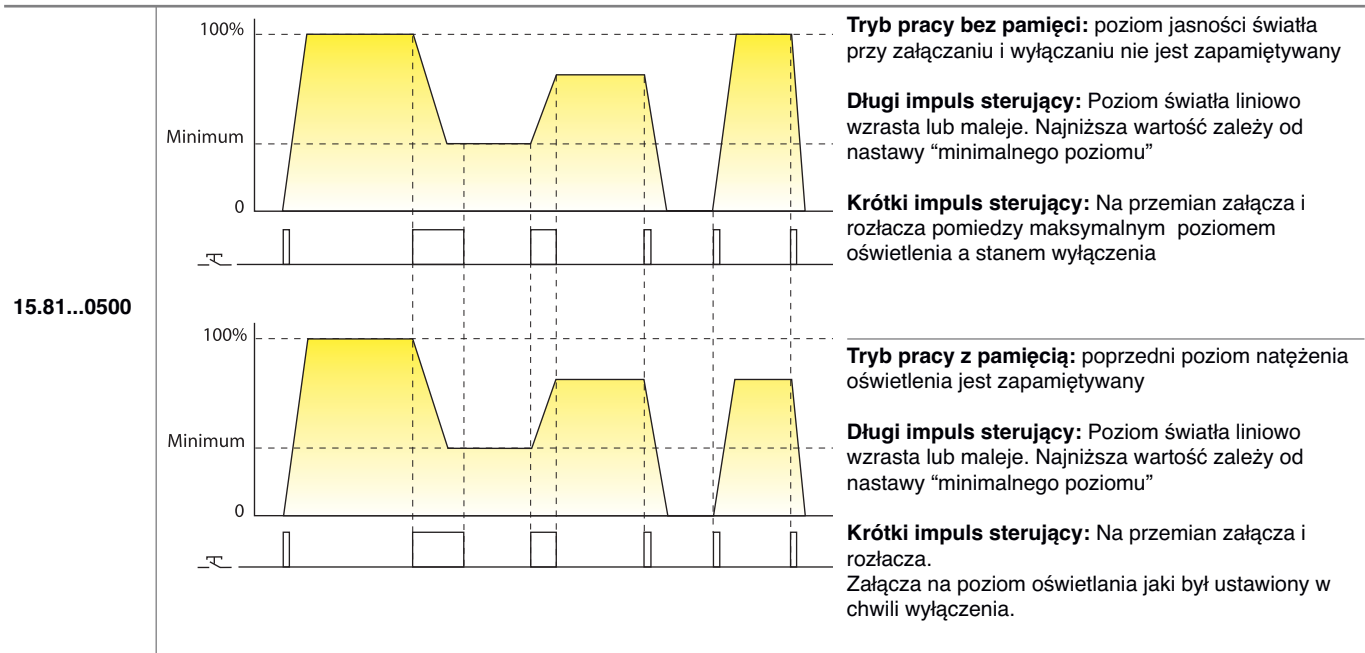 15.81...0500
100%
Minimum
0
Tryb pracy bez pamięci: poziom jasności światła
przy załączaniu i wyłączaniu nie jest zapamiętywany
Długi impuls sterujący: Poziom światła liniowo
wzrasta lub maleje. Najniższa wartość zależy od
nastawy “minimalnego poziomu”
Krótki impuls sterujący: Na przemian załącza i
rozłacza pomiedzy maksymalnym poziomem
oświetlenia a stanem wyłączenia
100%
Minimum
0
Tryb pracy z pamięcią: poprzedni poziom natężenia
oświetlenia jest zapamiętywany
Długi impuls sterujący: Poziom światła liniowo
wzrasta lub maleje. Najniższa wartość zależy od
nastawy “minimalnego poziomu”
Krótki impuls sterujący: Na przemian załącza i
rozłacza.
Załącza na poziom oświetlania jaki był ustawiony w
chwili wyłączenia.